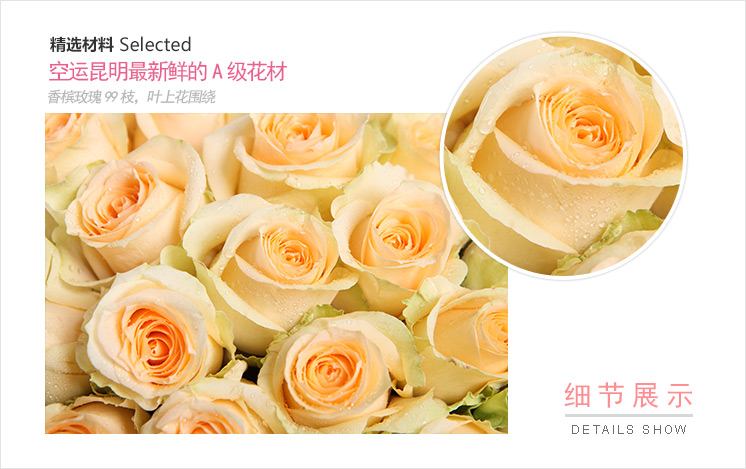 精选材料 Selected
空运昆明最新鲜的 A 级花材
香槟玫瑰 99 枝，叶上花围绕
细节展示
DETAILS SHOW